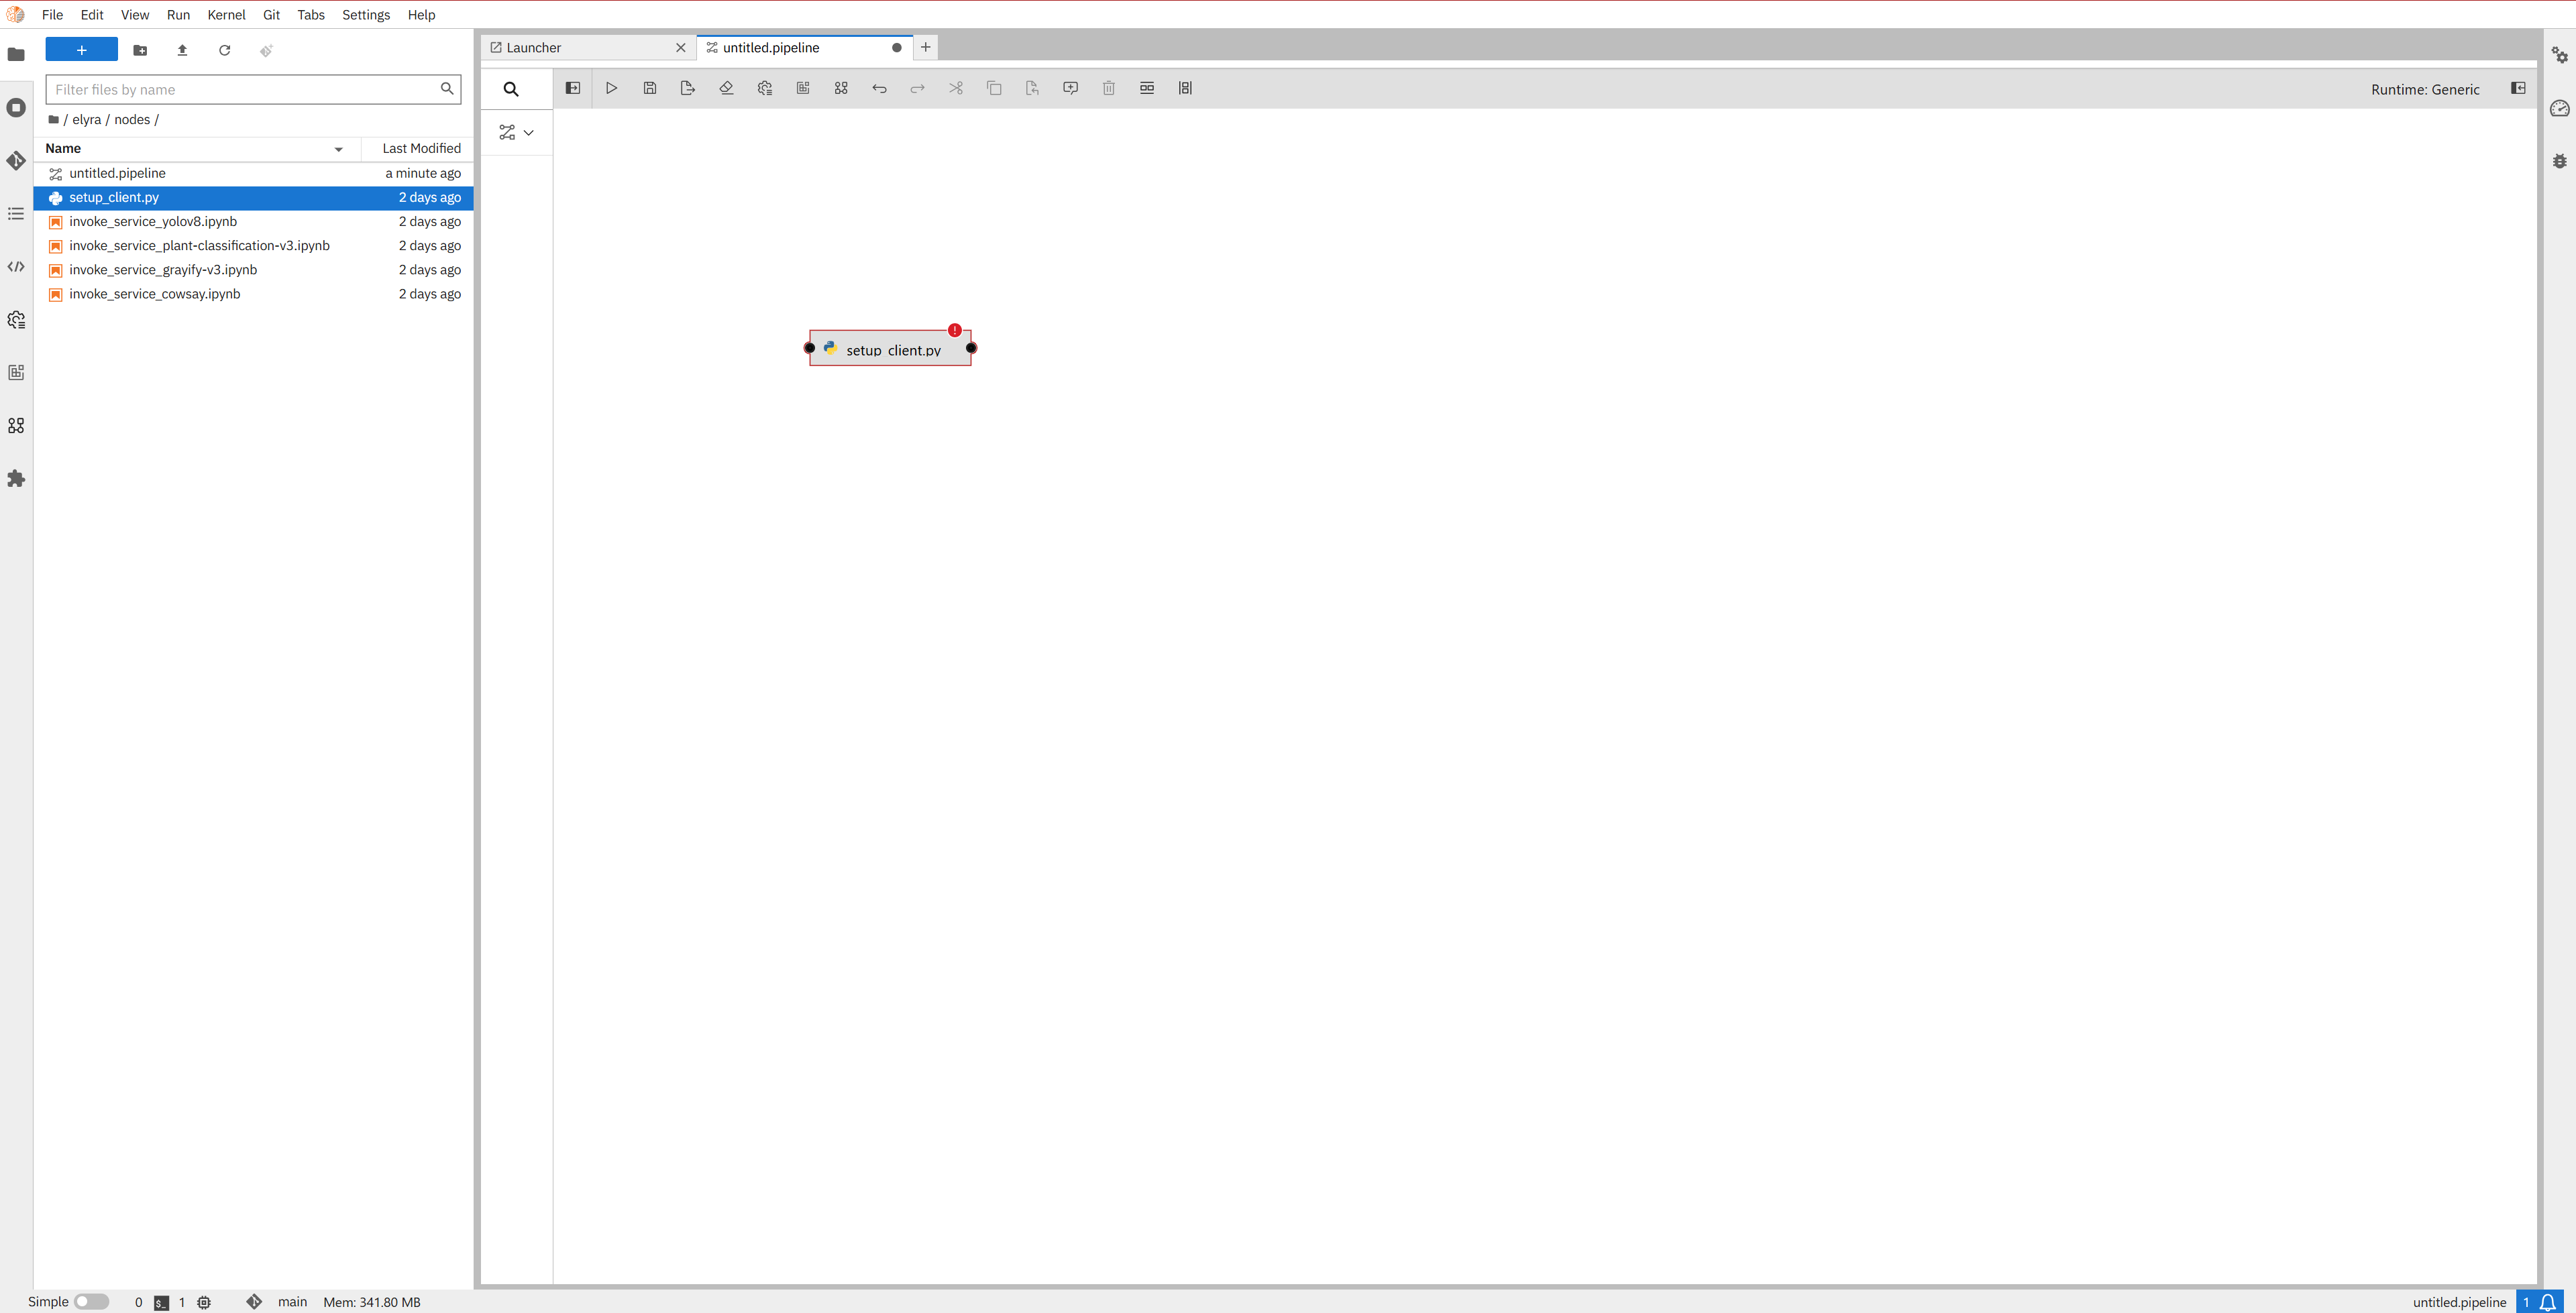 File Edit View Run Kernel Git Tabs Settings Help
Launcher
untitled.pipeline
Filter files by name
Runtime: Generic
/ elyra / nodes /
Name Last Modified
untitled.pipeline a minute ago
setup_client.py 2 days ago
invoke_service_yolov8.ipynb 2 days ago
invoke_service_plant-classification-v3.ipynb 2 days ago
invoke_service_grayify-v3.ipynb 2 days ago
invoke_service_cowsay.ipynb 2 days ago
setup_client.py
Simple 0 $_ 1 main Mem: 341.80 MB untitled.pipeline 1